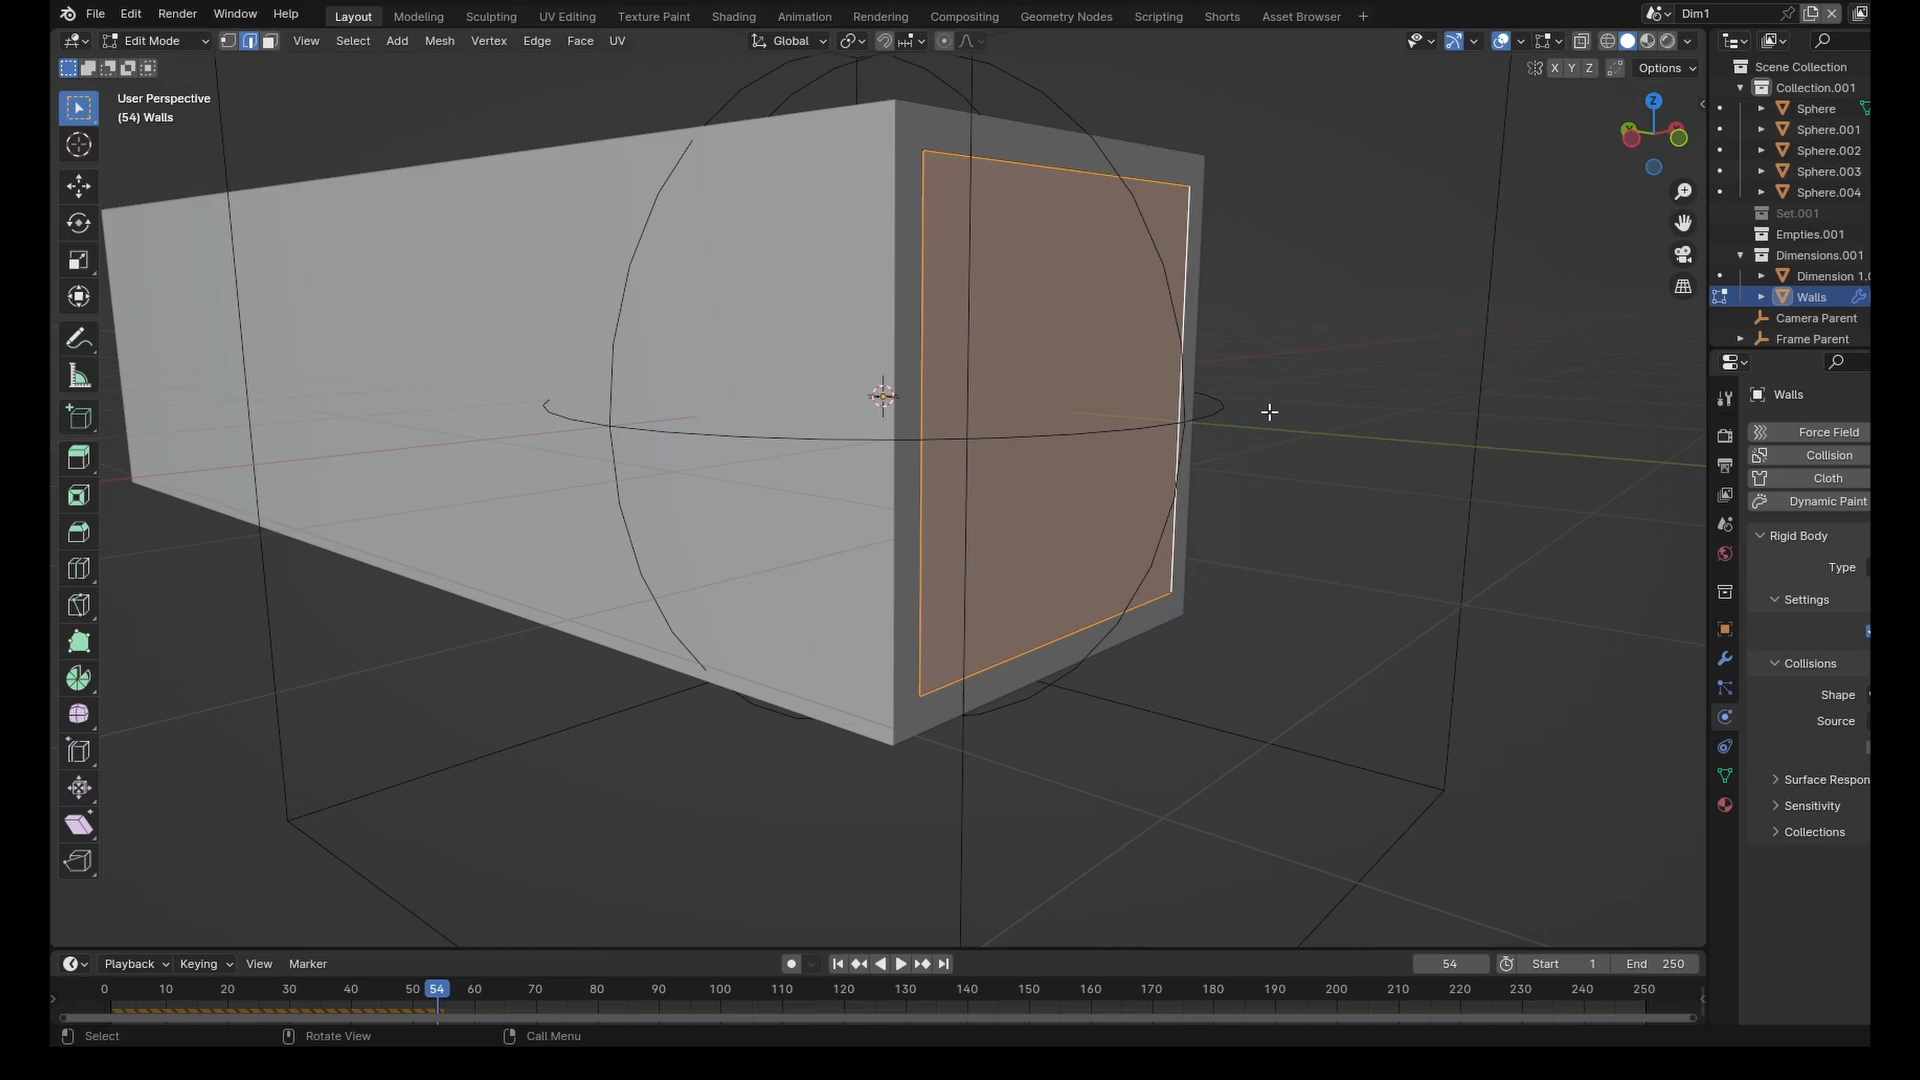 File Edit Render Window Help Layout Modeling Sculpting UV Editing Texture Paint Shading Animation Rendering Compositing Geometry Nodes Scripting Shorts Asset Browser + Dim1
Edit Mode View Select Add Mesh Vertex Edge Face UV Global
X Y Z Options
User Perspective
(54) Walls
Z
Scene Collection
Collection.001
Sphere
Sphere.001
Sphere.002
Sphere.003
Sphere.004
Set.001
Empties.001
Dimensions.001
Dimension 1.
Walls
Camera Parent
Frame Parent
Walls
Force Field
Collision
Cloth
Dynamic Paint
Rigid Body
Type
Settings
Collisions
Shape
Source
Surface Respon
Sensitivity
Collections
Playback Keying View Marker 54 Start 1 End 250
0 10 20 30 40 50 54 60 70 80 90 100 110 120 130 140 150 160 170 180 190 200 210 220 230 240 250
Select Rotate View Call Menu